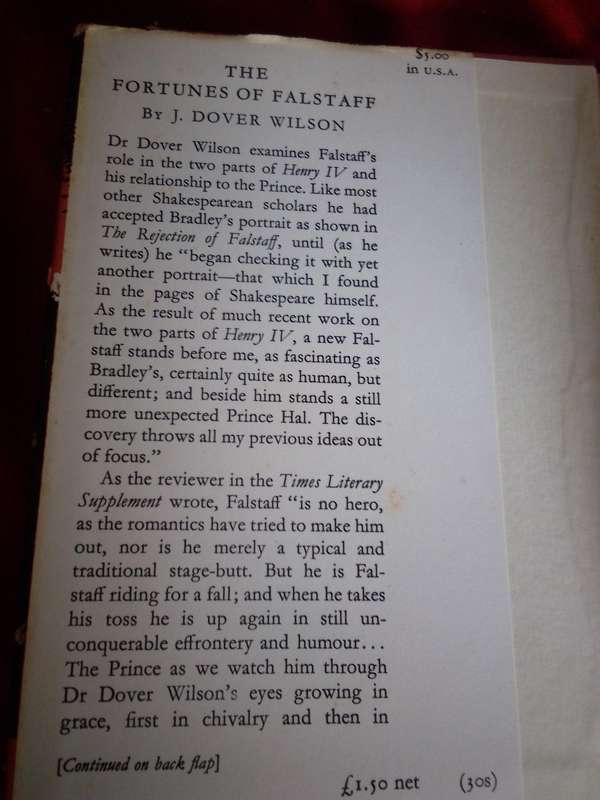 $5.00
in U.S.A.
THE
FORTUNES OF FALSTAFF
By J. DOVER WILSON
Dr Dover Wilson examines Falstaff's
role in the two parts of Henry IV and
his relationship to the Prince. Like most
other Shakespearean scholars he had
accepted Bradley's portrait as shown in
The Rejection of Falstaff, until (as he
writes) he "began checking it with yet
another portrait—that which I found
in the pages of Shakespeare himself.
As the result of much recent work on
the two parts of Henry IV, a new Fal-
staff stands before me, as fascinating as
Bradley's, certainly quite as human, but
different; and beside him stands a still
more unexpected Prince Hal. The dis-
covery throws all my previous ideas out
of focus."
As the reviewer in the Times Literary
Supplement wrote, Falstaff "is no hero,
as the romantics have tried to make him
out, nor is he merely a typical and
traditional stage-butt. But he is Fal-
staff riding for a fall; and when he takes
his toss he is up again in still un-
conquerable effrontery and humour...
The Prince as we watch him through
Dr Dover Wilson's eyes growing in
grace, first in chivalry and then in
[Continued on back flap]
£1.50 net (30s)